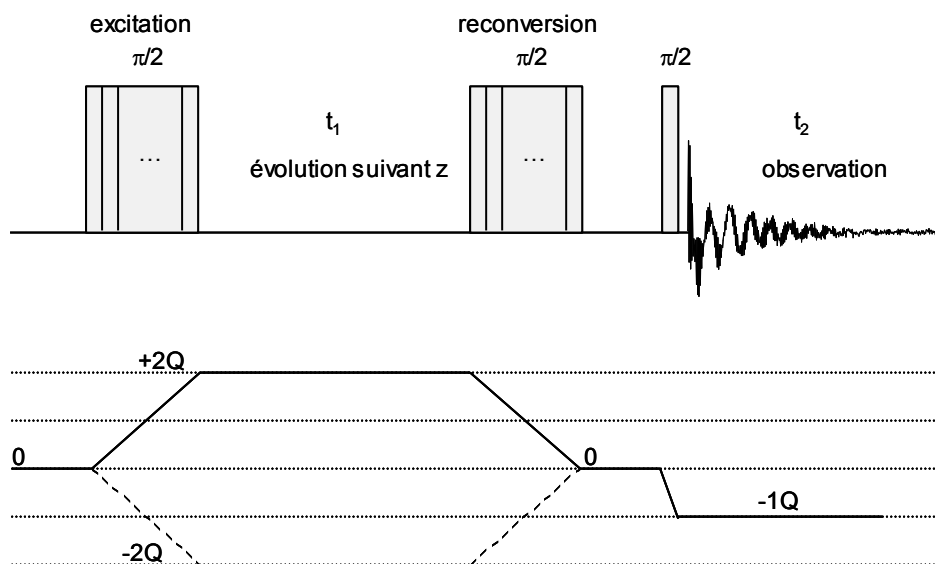 excitation
reconversion
π/2
π/2
π/2
t1
t2
...
...
évolution suivant z
observation
+2Q
0
0
-1Q
-2Q